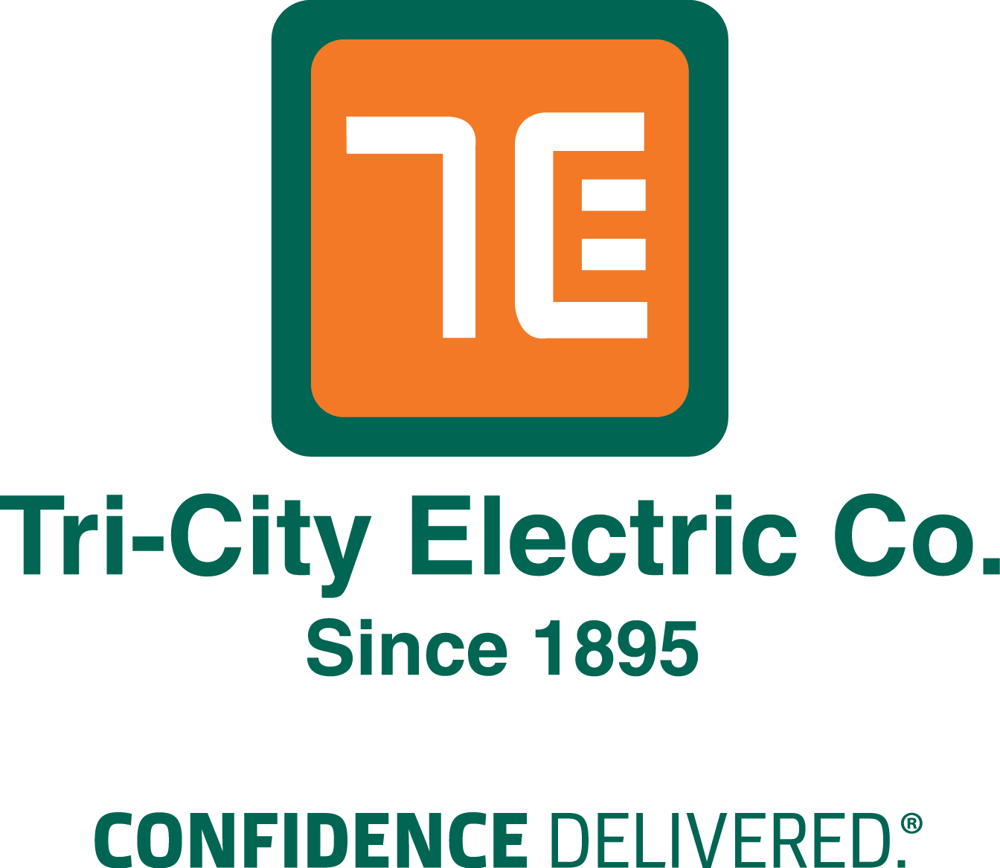 TE
Tri-City Electric Co.
Since 1895
CONFIDENCE DELIVERED.®